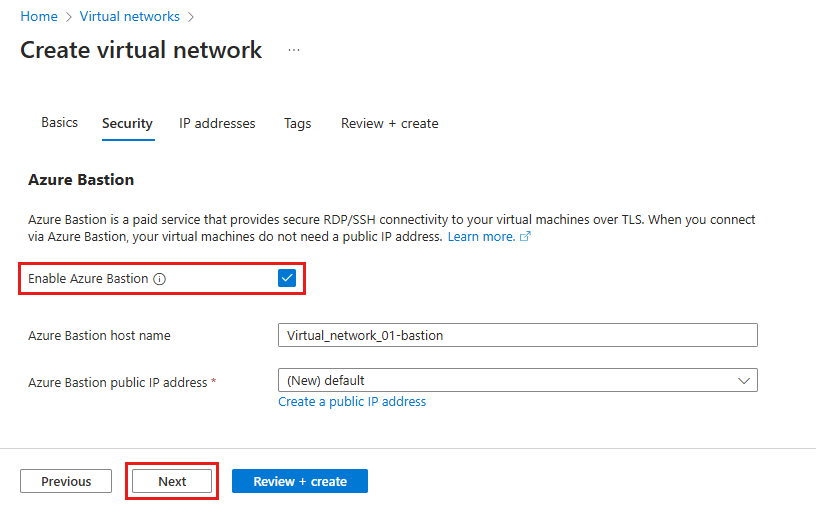 Home > Virtual networks >
Create virtual network ...
Basics Security IP addresses Tags Review + create
Azure Bastion
Azure Bastion is a paid service that provides secure RDP/SSH connectivity to your virtual machines over TLS. When you connect
via Azure Bastion, your virtual machines do not need a public IP address. Learn more.
Enable Azure Bastion
Azure Bastion host name Virtual_network_01-bastion
Azure Bastion public IP address * (New) default
Create a public IP address
Previous Next Review + create